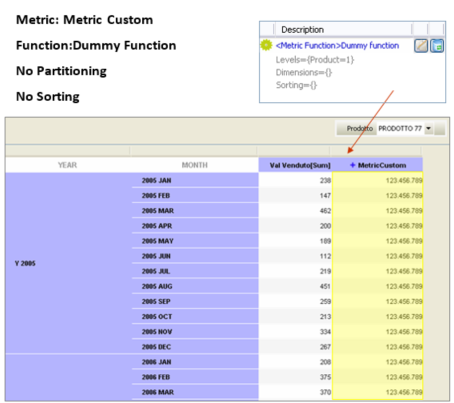 Metric: Metric Custom
Function:Dummy Function
No Partitioning
No Sorting
Description
<Metric Function>Dummy function
Levels={Product=1}
Dimensions={}
Sorting={}
Prodotto PRODOTTO 77
YEAR MONTH Val Venduto[Sum] + MetricCustom
2005 JAN 238 123.456.789
2005 FEB 147 123.456.789
2005 MAR 462 123.456.789
2005 APR 200 123.456.789
2005 MAY 189 123.456.789
2005 JUN 112 123.456.789
Y 2005
2005 JUL 219 123.456.789
2005 AUG 451 123.456.789
2005 SEP 259 123.456.789
2005 OCT 213 123.456.789
2005 NOV 334 123.456.789
2005 DEC 267 123.456.789
2006 JAN 208 123.456.789
2006 FEB 375 123.456.789
2006 MAR 370 123.456.789